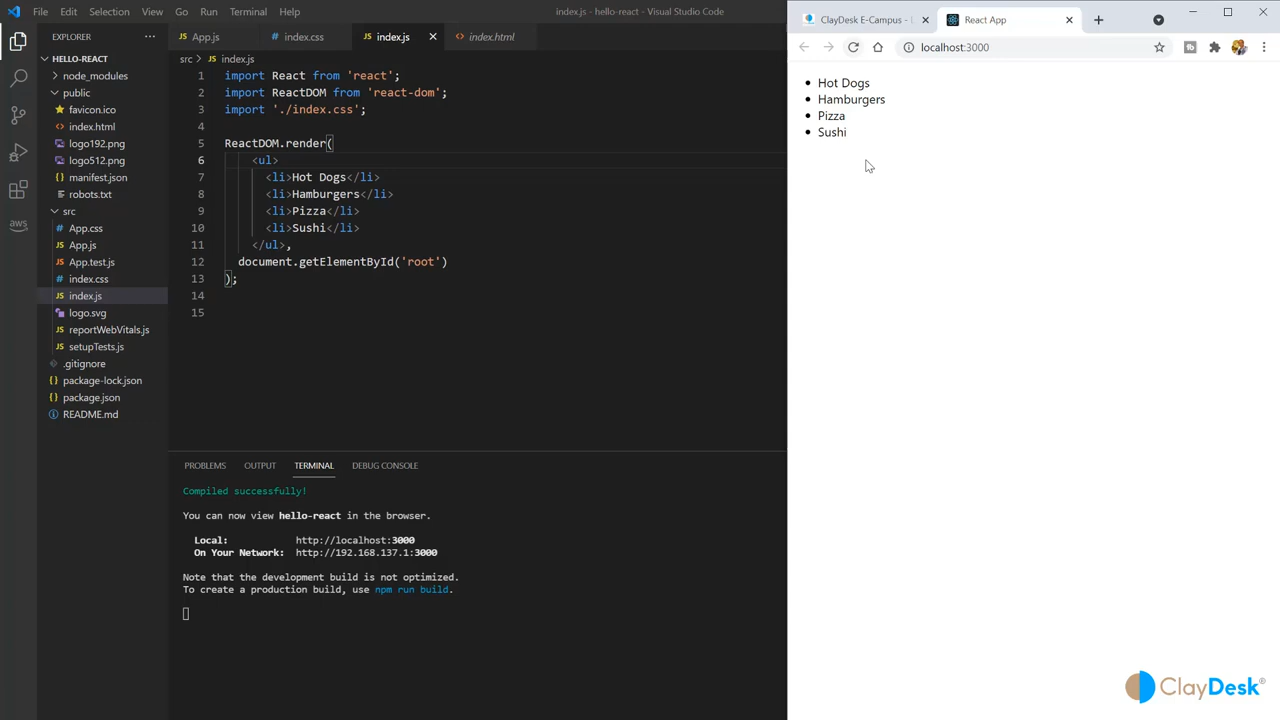 File Edit Selection View Go Run Terminal Help
index.js - hello-react - Visual Studio Code
EXPLORER
HELLO-REACT
node_modules
public
favicon.ico
index.html
logo192.png
logo512.png
manifest.json
robots.txt
src
App.css
App.js
App.test.js
index.css
index.js
logo.svg
reportWebVitals.js
setupTests.js
.gitignore
package-lock.json
package.json
README.md
aws
App.js index.css index.js index.html
src > index.js
1 import React from 'react';
2 import ReactDOM from 'react-dom';
3 import './index.css';
4
5 ReactDOM.render(
6 <ul>
7 <li>Hot Dogs</li>
8 <li>Hamburgers</li>
9 <li>Pizza</li>
10 <li>Sushi</li>
11 </ul>,
12 document.getElementById('root')
13 );
14
15
PROBLEMS OUTPUT TERMINAL DEBUG CONSOLE
Compiled successfully!
You can now view hello-react in the browser.
Local: http://localhost:3000
On Your Network: http://192.168.137.1:3000
Note that the development build is not optimized.
To create a production build, use npm run build.
ClayDesk E-Campus - React App
localhost:3000
Hot Dogs
Hamburgers
Pizza
Sushi
ClayDesk®